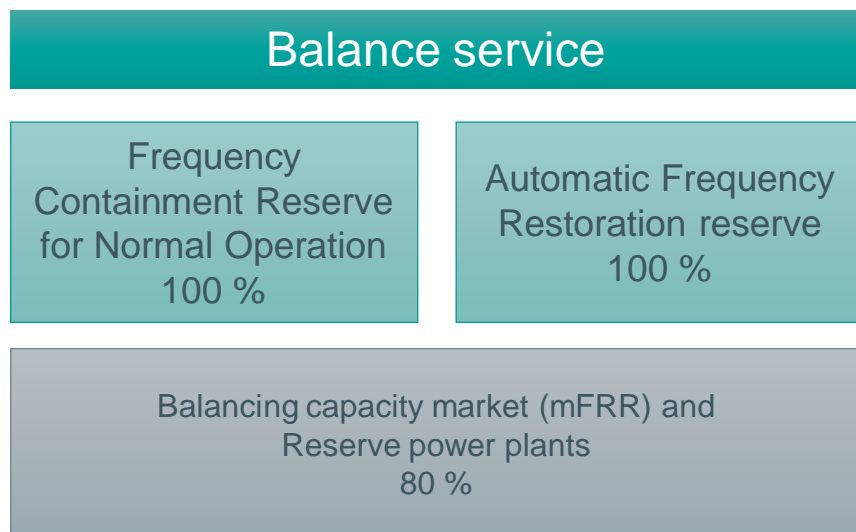 Balance service
Frequency
Containment Reserve
for Normal Operation
100 %
Automatic Frequency
Restoration reserve
100 %
Balancing capacity market (mFRR) and
Reserve power plants
80 %